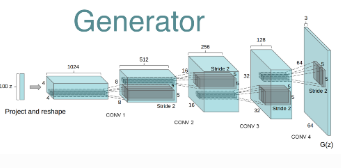 Generator
3
128
256
512
1024
64
Stride 2
16
32
100 z
4
8
5
5
Stride 2
4
8
Stride 2
16
32
Stride 2
Project and reshape
CONV 1
CONV 2
CONV 3
64
CONV 4
G(z)